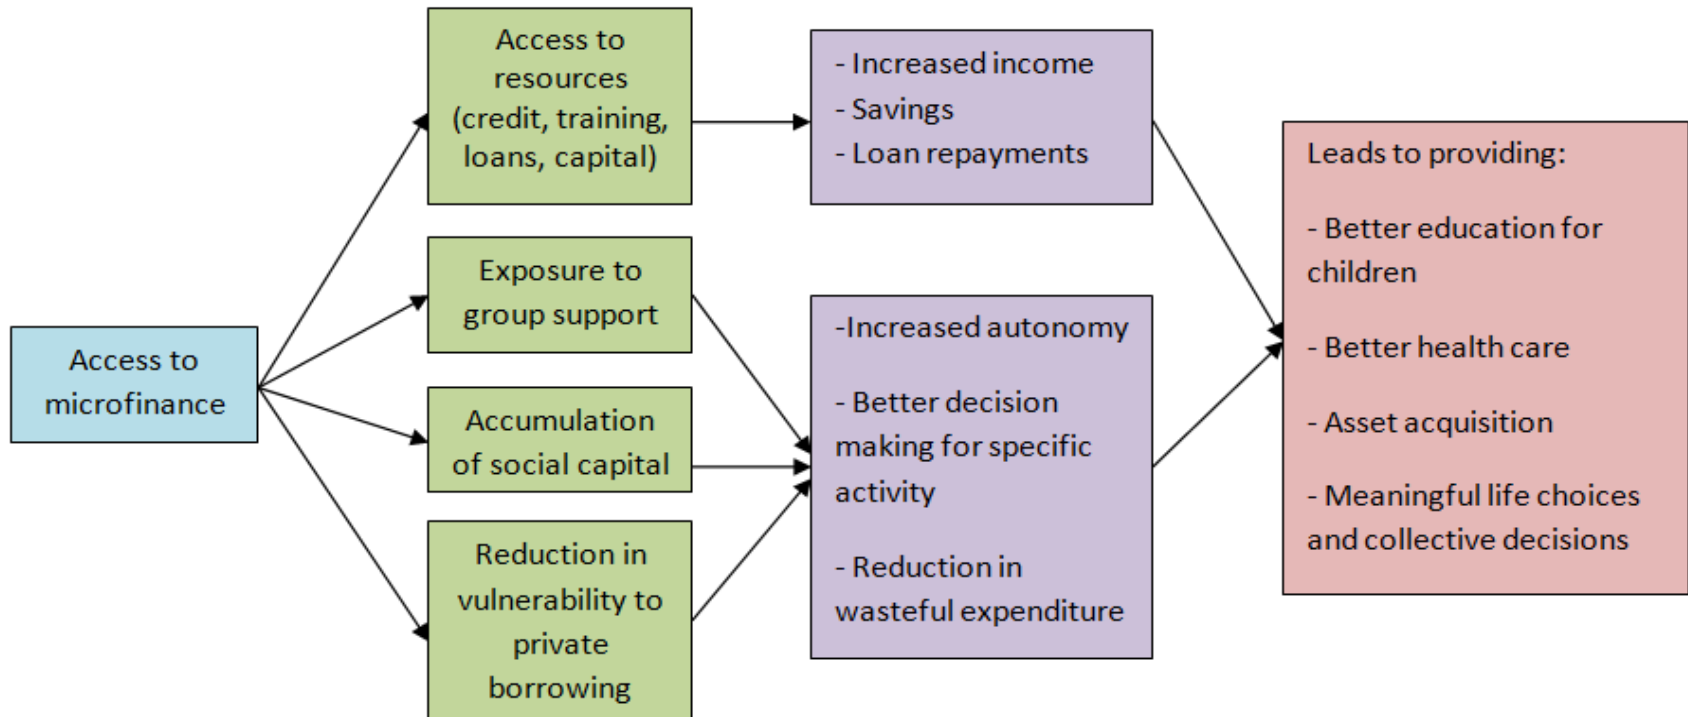 Access to
microfinance
Access to
resources
(credit, training,
loans, capital)
Exposure to
group support
Accumulation
of social capital
Reduction in
vulnerability to
private
borrowing
- Increased income
- Savings
- Loan repayments
-Increased autonomy
- Better decision
making for specific
activity
- Reduction in
wasteful expenditure
Leads to providing:
- Better education for
children
- Better health care
- Asset acquisition
- Meaningful life choices
and collective decisions